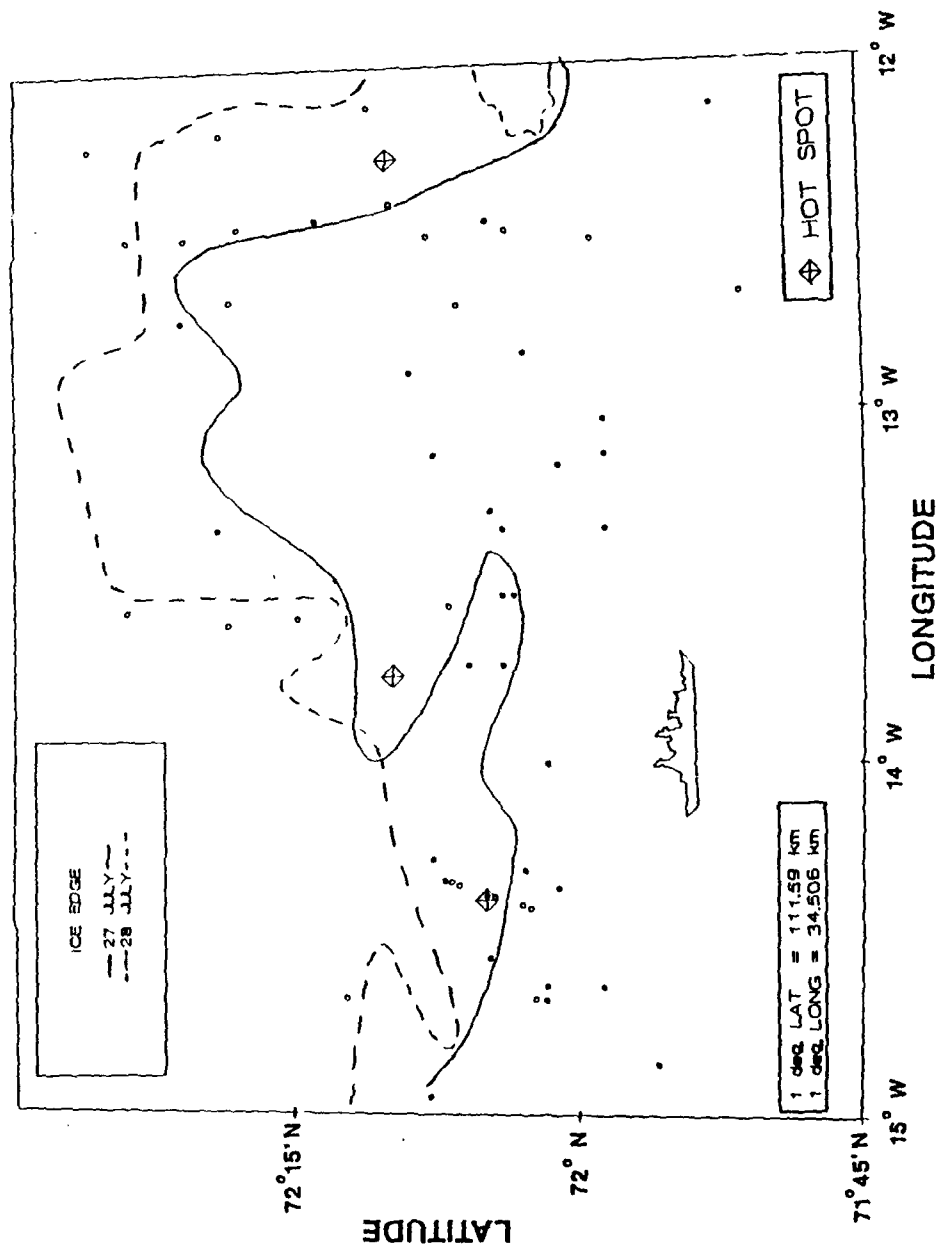 ICE EDGE
27 JULY
28 JULY
LATITUDE
72° 15' N
72° N
71° 45' N
1 deg. LAT = 111.59 km
1 deg. LONG = 34.506 km
HOT SPOT
15° W
14° W
13° W
12° W
LONGITUDE